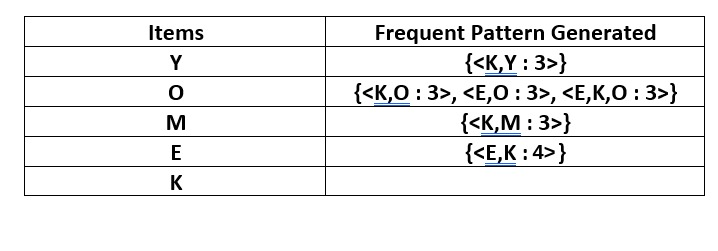 Items Frequent Pattern Generated
Y {<K,Y : 3>}
O {<K,O : 3>, <E,O : 3>, <E,K,O : 3>}
M {<K,M : 3>}
E {<E,K : 4>}
K